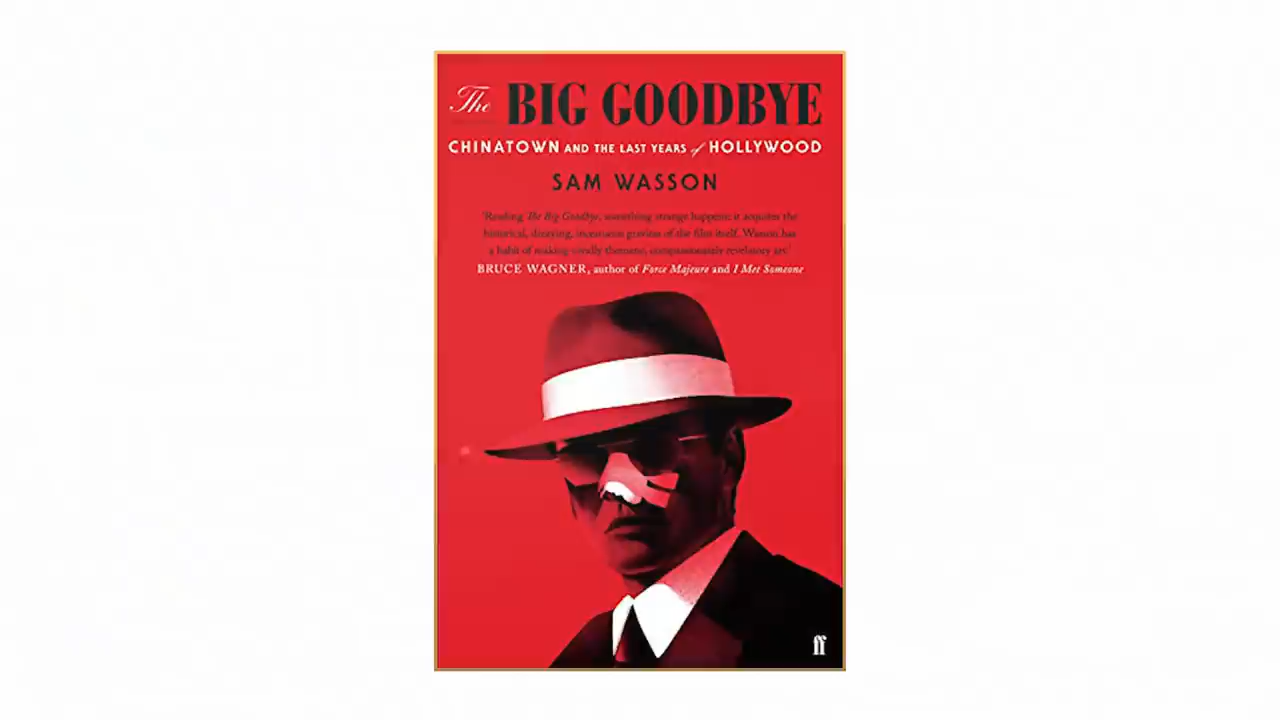 The BIG GOODBYE
CHINATOWN AND THE LAST YEARS of HOLLYWOOD
SAM WASSON
'Reading The Big Goodbye, something strange happens: it acquires the
historical, dizzying, incestuous gravitas of the film itself. Wasson has
a habit of making vividly thematic, compassionately revelatory art.'
BRUCE WAGNER, author of Force Majeure and I Met Someone
ff